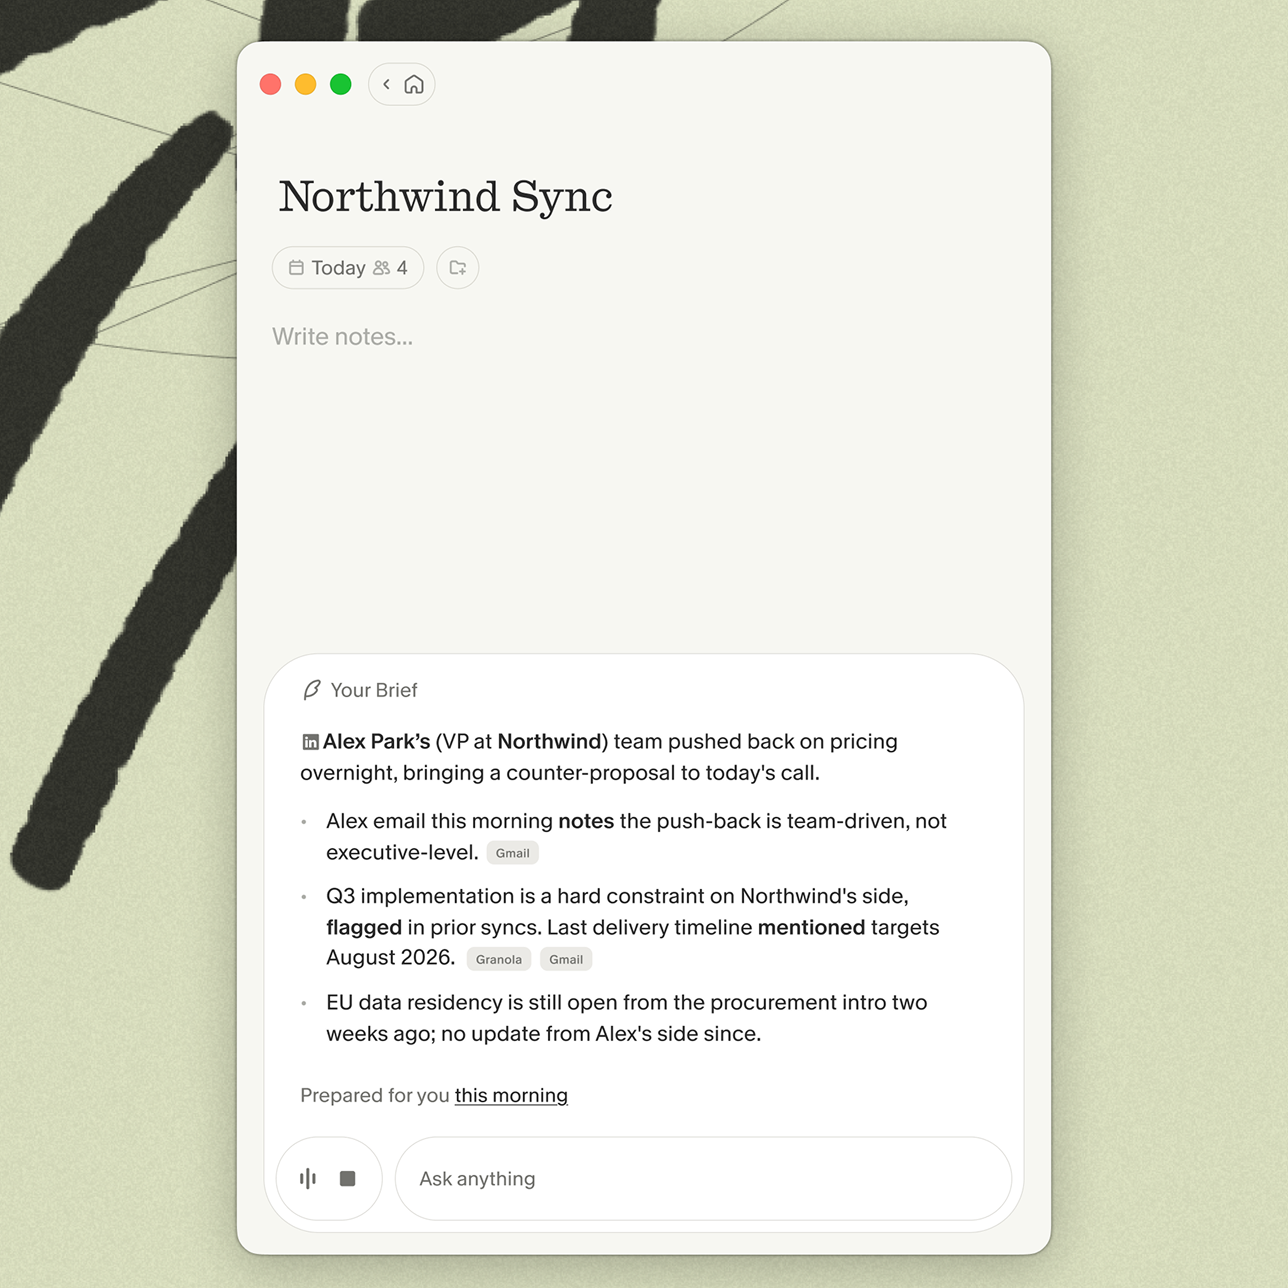 Northwind Sync
Today 4
Write notes...
Your Brief
in Alex Park’s (VP at Northwind) team pushed back on pricing
overnight, bringing a counter-proposal to today's call.
Alex email this morning notes the push-back is team-driven, not
executive-level. Gmail
Q3 implementation is a hard constraint on Northwind's side,
flagged in prior syncs. Last delivery timeline mentioned targets
August 2026. Granola Gmail
EU data residency is still open from the procurement intro two
weeks ago; no update from Alex's side since.
Prepared for you this morning
Ask anything